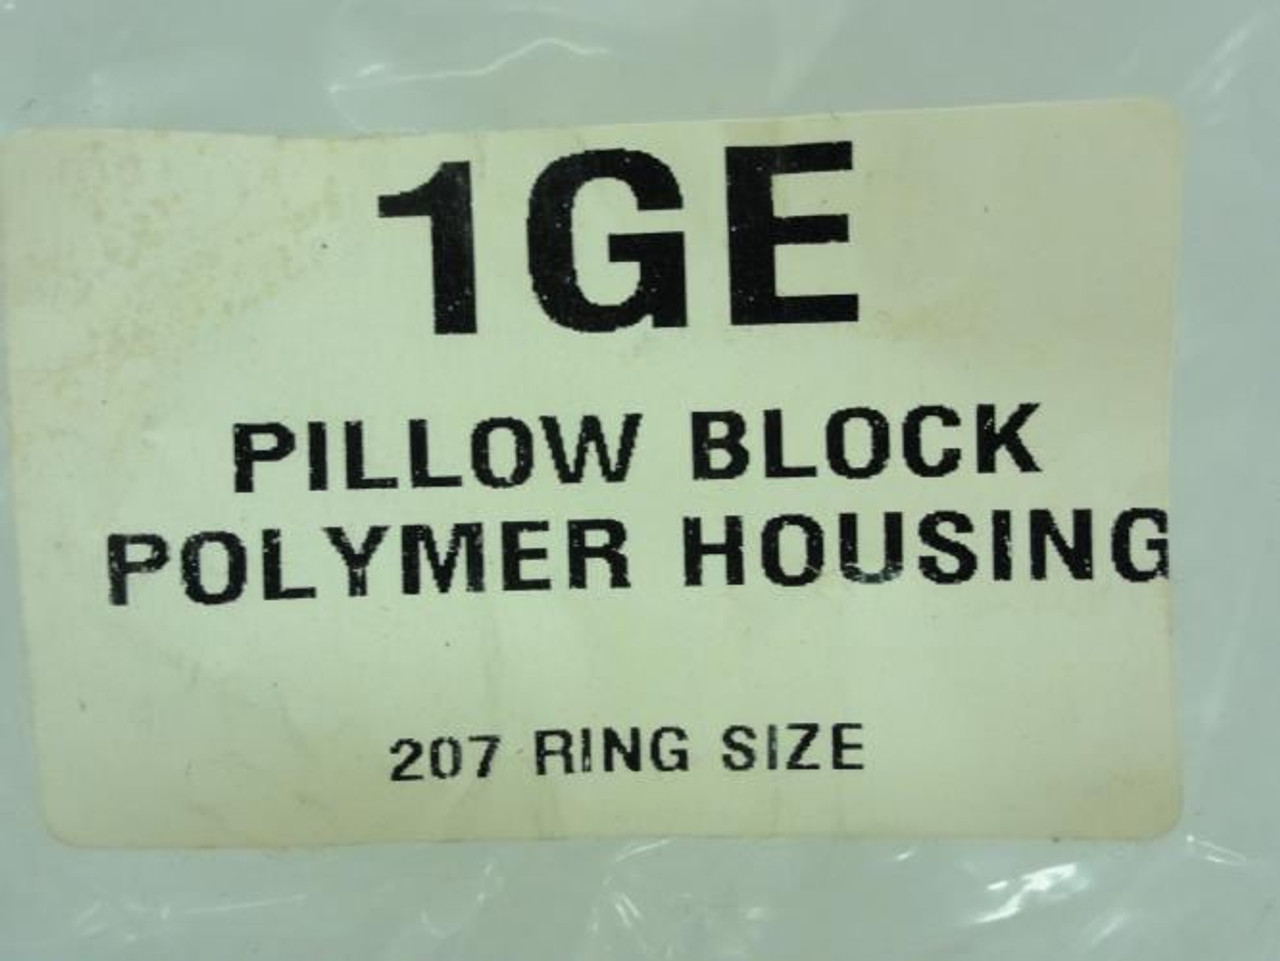 1GE
PILLOW BLOCK
POLYMER HOUSING
207 RING SIZE